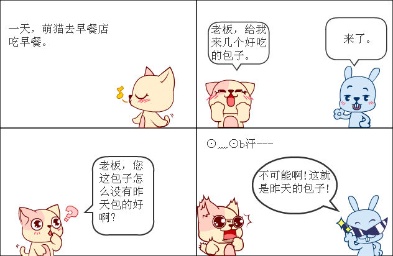 一天，萌猫去早餐店
吃早餐。
老板，给我
来几个好吃
的包子。
来了。
老板，您
这包子怎
么没有昨
天包的好
啊?
⊙﹏⊙b汗---
不可能啊!这就
是昨天的包子!